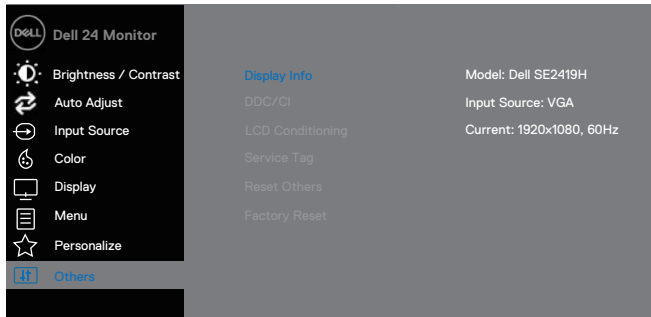 DELL
Dell 24 Monitor
Brightness / Contrast
Auto Adjust
Input Source
Color
Display
Menu
Personalize
Others
Display Info
DDC/CI
LCD Conditioning
Service Tag
Reset Others
Factory Reset
Model: Dell SE2419H
Input Source: VGA
Current: 1920x1080, 60Hz